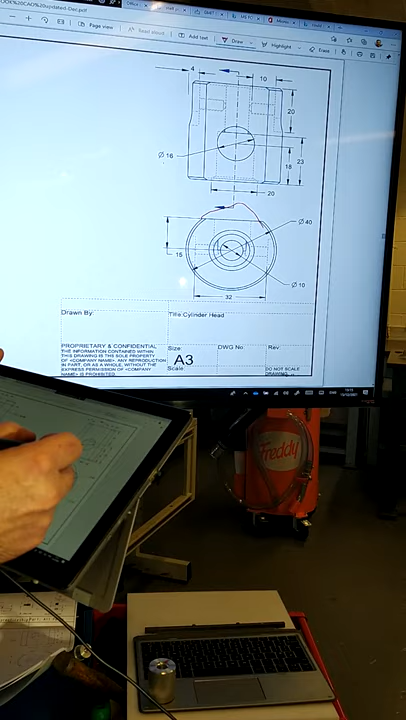 Page view
Read aloud
Add text
Draw
Highlight
Erase
4
10
20
Ø 16
18
23
20
Ø 40
15
Ø 10
32
Drawn By:
Title Cylinder Head
PROPRIETARY & CONFIDENTIAL
THE INFORMATION CONTAINED WITHIN
THIS DRAWING IS THE SOLE PROPERTY
OF <COMPANY NAME>. ANY REPRODUCTION
IN PART, OR AS A WHOLE, WITHOUT THE
EXPRESS PERMISSION OF <COMPANY
NAME> IS PROHIBITED.
Size:
A3
Scale
DWG No.
Rev:
DO NOT SCALE
DRAWING
Freddy